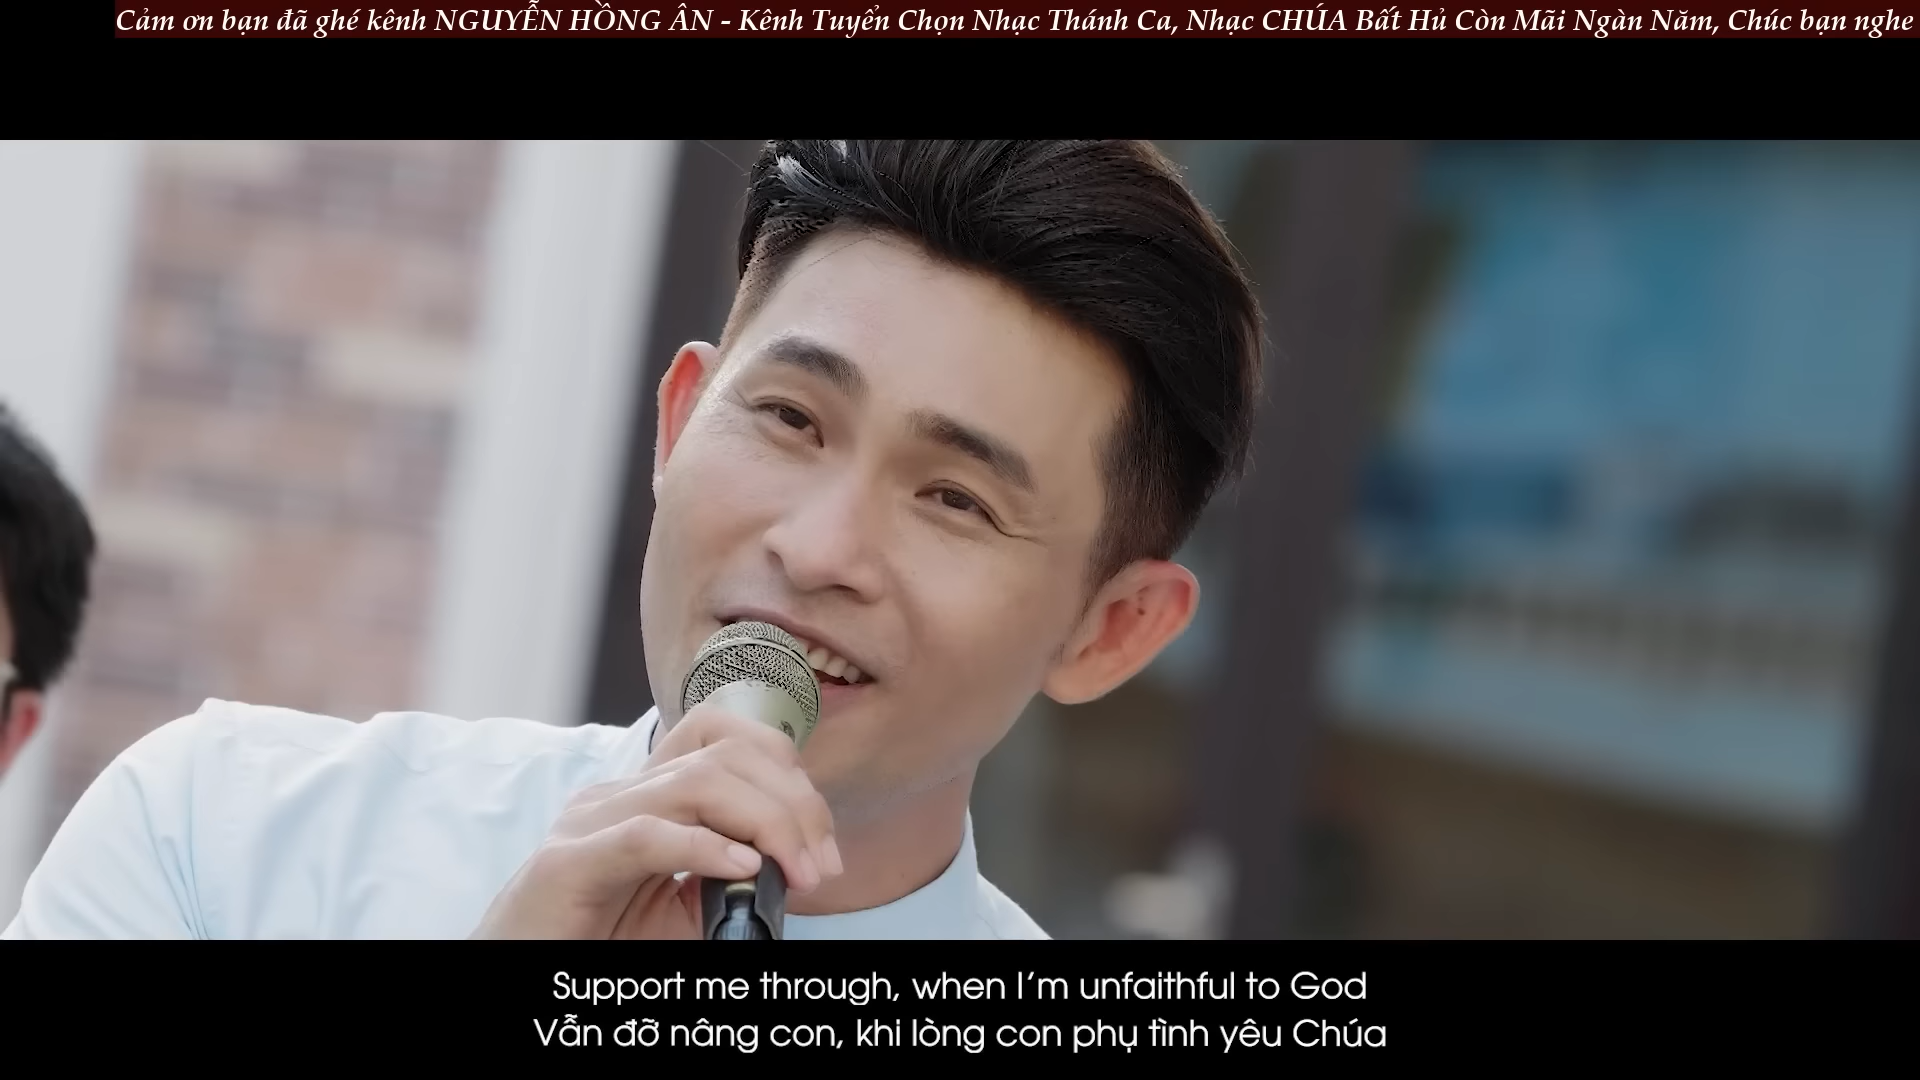 Cảm ơn bạn đã ghé kênh NGUYỄN HỒNG ÂN - Kênh Tuyển Chọn Nhạc Thánh Ca, Nhạc CHÚA Bất Hủ Còn Mãi Ngàn Năm, Chúc bạn nghe
Support me through, when I'm unfaithful to God
Vẫn đỡ nâng con, khi lòng con phụ tình yêu Chúa